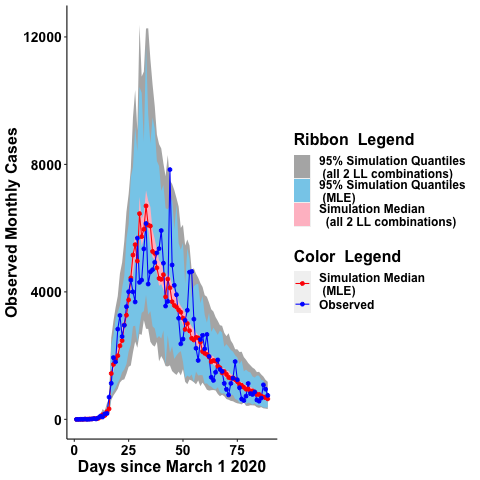 Observed Monthly Cases
12000
8000
4000
0
0 25 50 75
Days since March 1 2020
Ribbon Legend
95% Simulation Quantiles
(all 2 LL combinations)
95% Simulation Quantiles
(MLE)
Simulation Median
(all 2 LL combinations)
Color Legend
Simulation Median
(MLE)
Observed